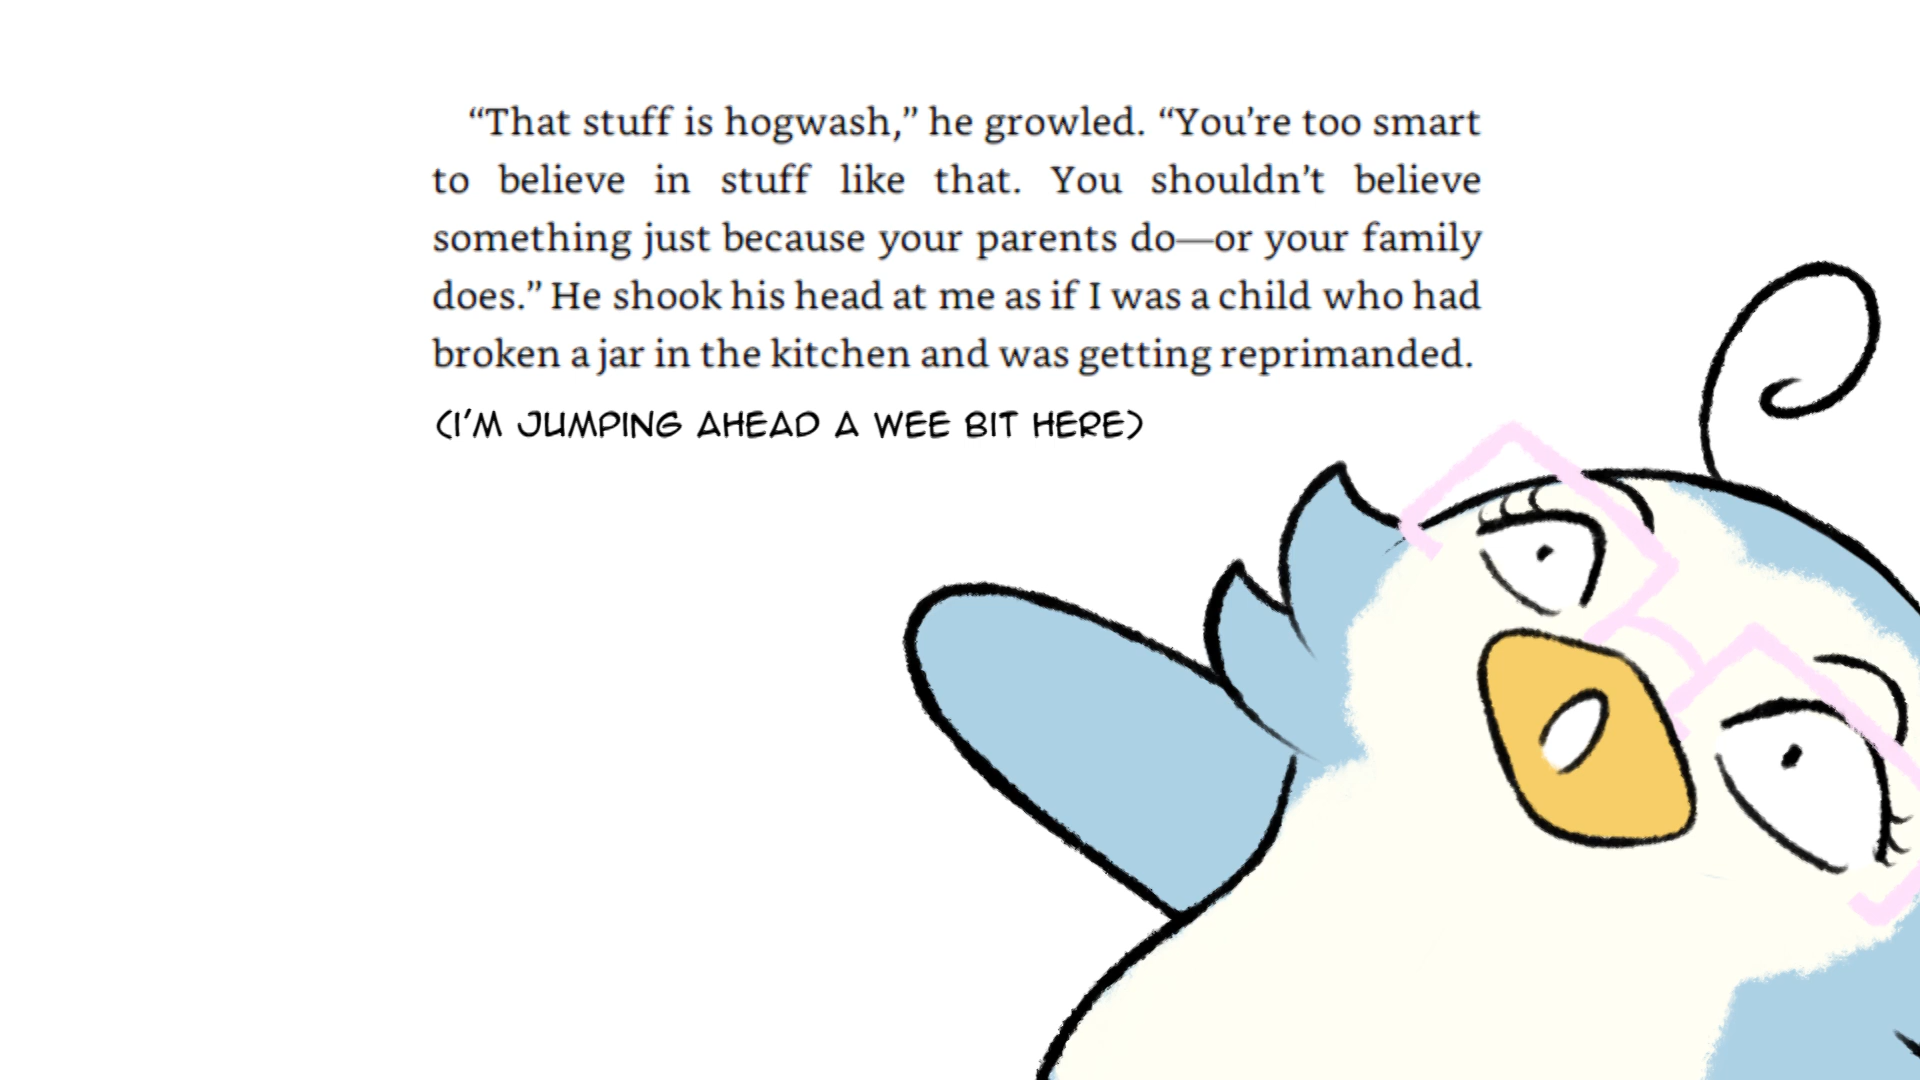 “That stuff is hogwash,” he growled. “You’re too smart
to believe in stuff like that. You shouldn’t believe
something just because your parents do—or your family
does.” He shook his head at me as if I was a child who had
broken a jar in the kitchen and was getting reprimanded.
(I'M JUMPING AHEAD A WEE BIT HERE)